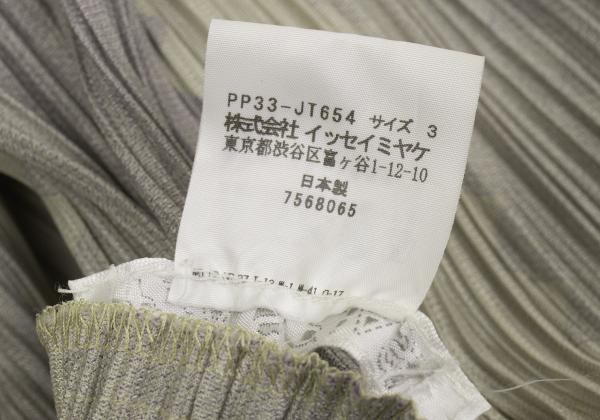 PP33-JT654 サイズ 3
株式会社 イッセイミヤケ
東京都渋谷区富ヶ谷1-12-10
日本製
7568065